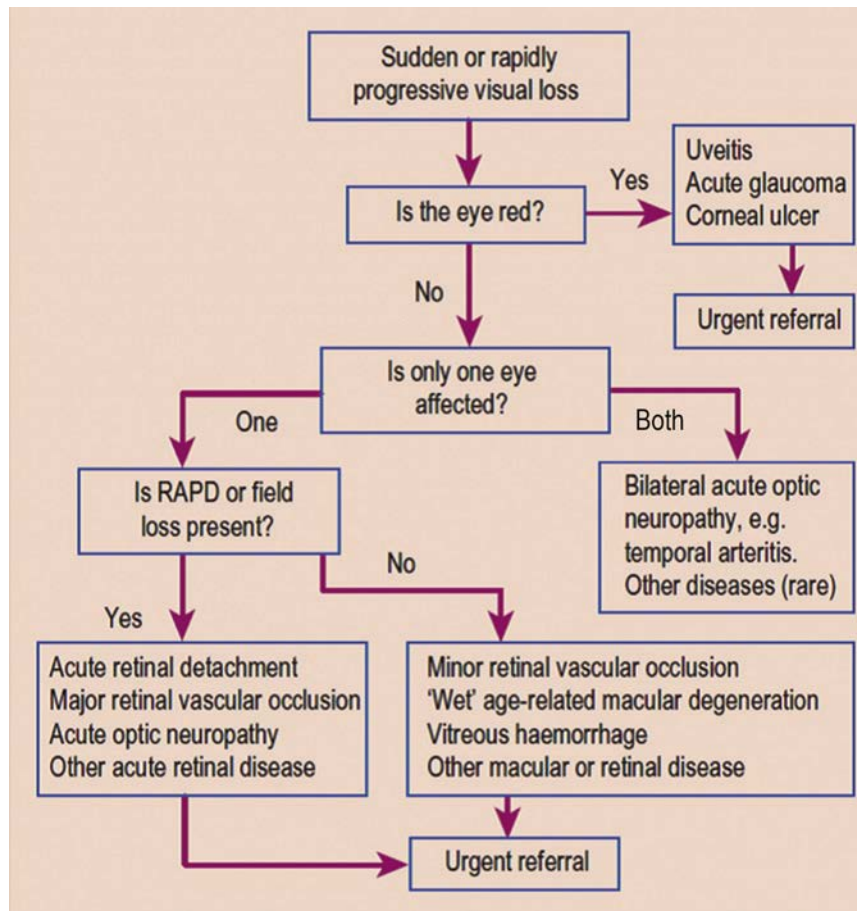 Sudden or rapidly
progressive visual loss
Uveitis
Acute glaucoma
Corneal ulcer
Yes
Is the eye red?
No
Urgent referral
Is only one eye
affected?
One
Both
Is RAPD or field
loss present?
Bilateral acute optic
neuropathy, e.g.
temporal arteritis.
Other diseases (rare)
No
Yes
Acute retinal detachment
Major retinal vascular occlusion
Acute optic neuropathy
Other acute retinal disease
Minor retinal vascular occlusion
‘Wet’ age-related macular degeneration
Vitreous haemorrhage
Other macular or retinal disease
Urgent referral